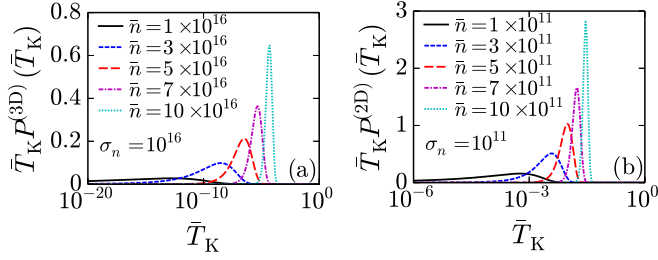 T̄_K P^(3D) (T̄_K)
0.8
0.6
0.4
0.2
0
n̄ = 1 ×10^16
n̄ = 3 ×10^16
n̄ = 5 ×10^16
n̄ = 7 ×10^16
n̄ = 10 ×10^16
σ_n = 10^16
(a)
10^-20
10^-10
10^0
T̄_K
T̄_K P^(2D) (T̄_K)
3
2
1
0
n̄ = 1 ×10^11
n̄ = 3 ×10^11
n̄ = 5 ×10^11
n̄ = 7 ×10^11
n̄ = 10 ×10^11
σ_n = 10^11
(b)
10^-6
10^-3
10^0
T̄_K